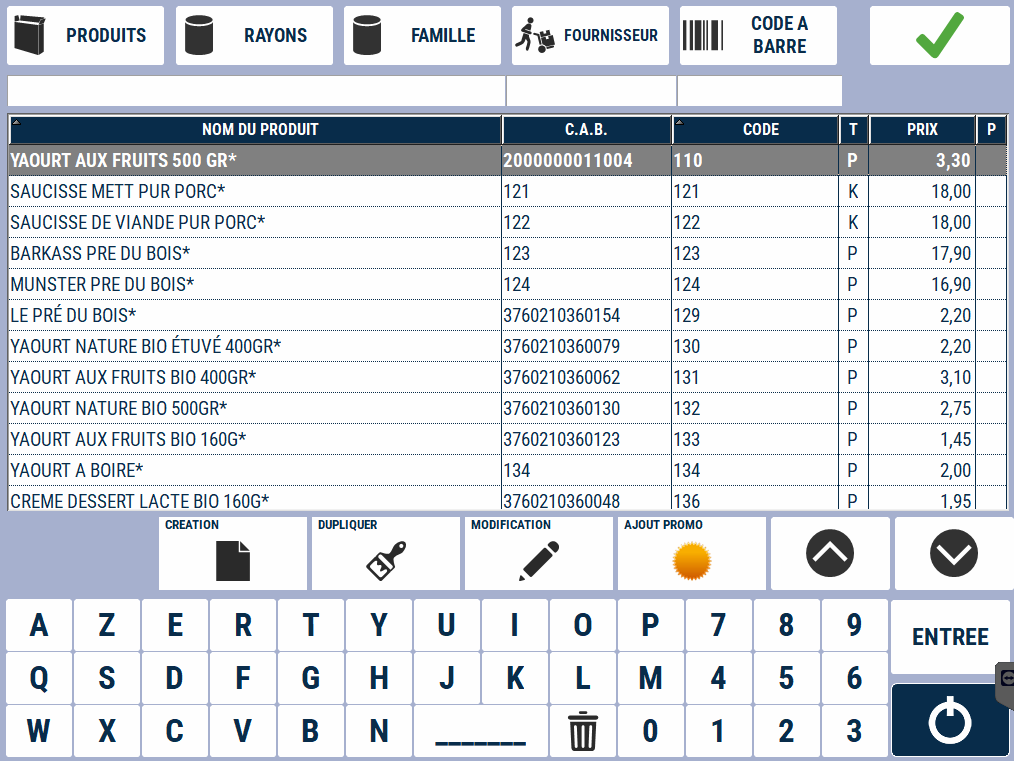 PRODUITS RAYONS FAMILLE FOURNISSEUR CODE A BARRE
NOM DU PRODUIT C.A.B. CODE T PRIX P
YAOURT AUX FRUITS 500 GR* 2000000011004 110 P 3,30
SAUCISSE METT PUR PORC* 121 121 K 18,00
SAUCISSE DE VIANDE PUR PORC* 122 122 K 18,00
BARKASS PRE DU BOIS* 123 123 P 17,90
MUNSTER PRE DU BOIS* 124 124 P 16,90
LE PRÉ DU BOIS* 3760210360154 129 P 2,20
YAOURT NATURE BIO ÉTUVÉ 400GR* 3760210360079 130 P 2,20
YAOURT AUX FRUITS BIO 400GR* 3760210360062 131 P 3,10
YAOURT NATURE BIO 500GR* 3760210360130 132 P 2,75
YAOURT AUX FRUITS BIO 160G* 3760210360123 133 P 1,45
YAOURT A BOIRE* 134 134 P 2,00
CREME DESSERT LACTE BIO 160G* 3760210360048 136 P 1,95
CREATION DUPLIQUER MODIFICATION AJOUT PROMO
A Z E R T Y U I O P 7 8 9 ENTREE
Q S D F G H J K L M 4 5 6
W X C V B N _______ 0 1 2 3